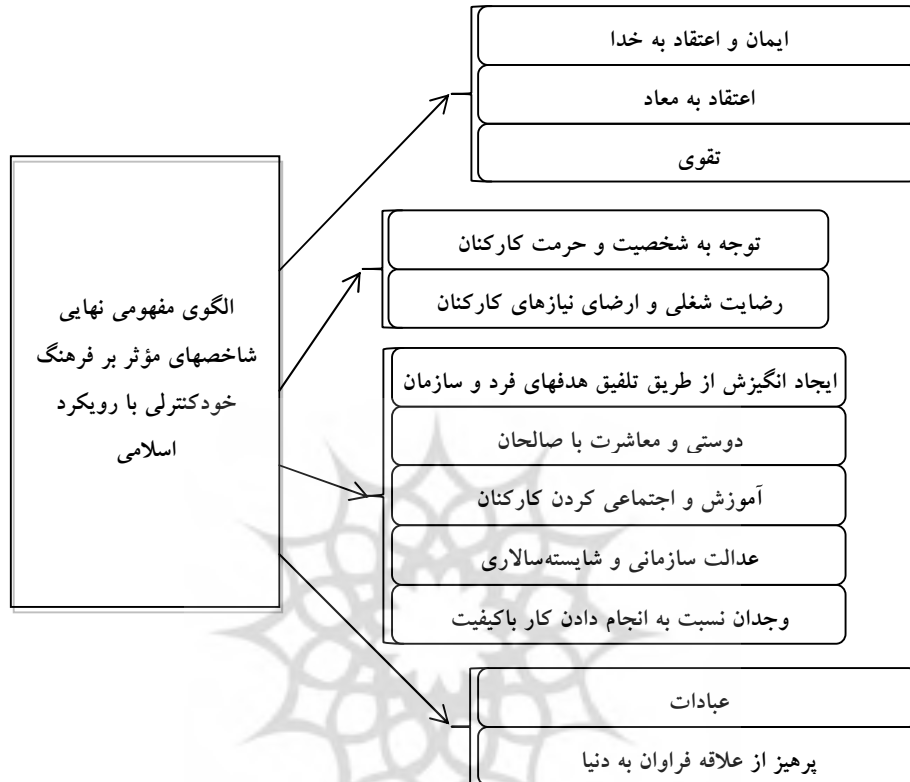 ایمان و اعتقاد به خدا
اعتقاد به معاد
تقوی
توجه به شخصیت و حرمت کارکنان
رضایت شغلی و ارضای نیازهای کارکنان
الگوی مفهومی نهایی
شاخصهای مؤثر بر فرهنگ
خودکنترلی با رویکرد
اسلامی
ایجاد انگیزش از طریق تلفیق هدفهای فرد و سازمان
دوستی و معاشرت با صالحان
آموزش و اجتماعی کردن کارکنان
عدالت سازمانی و شایسته‌سالاری
وجدان نسبت به انجام دادن کار باکیفیت
عبادات
پرهیز از علاقه فراوان به دنیا